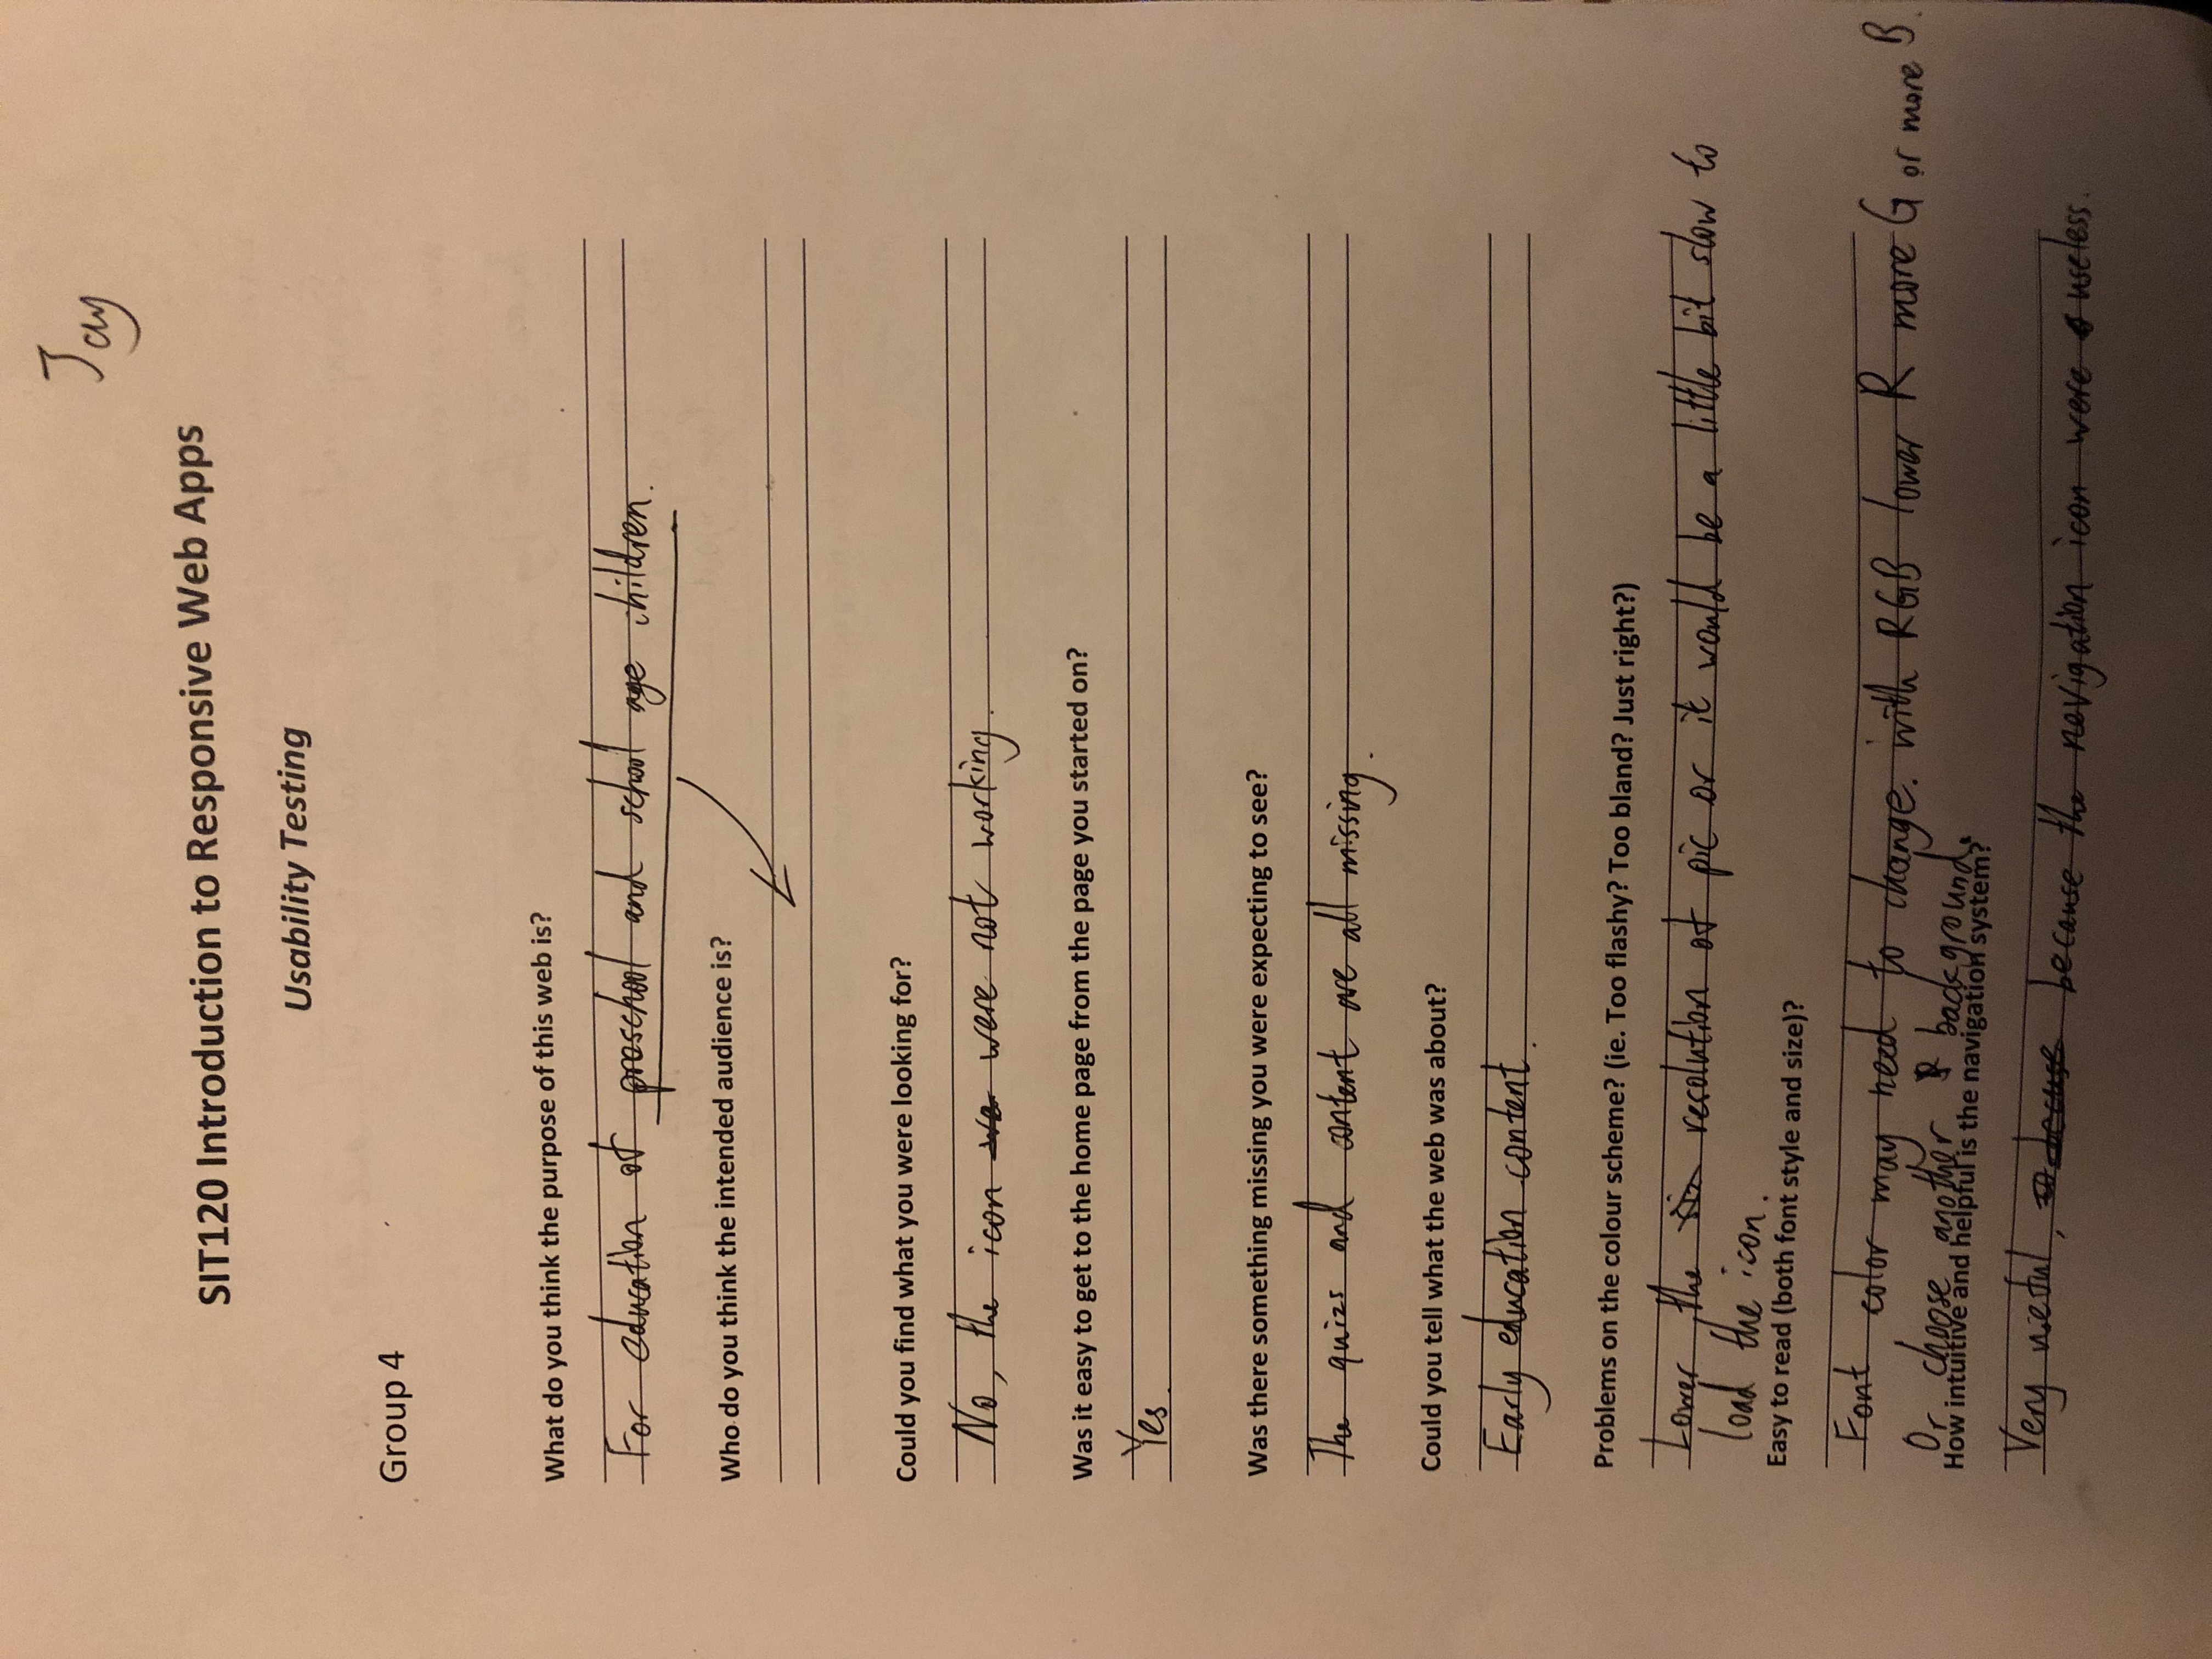 Jay
SIT120 Introduction to Responsive Web Apps
Usability Testing
Group 4
What do you think the purpose of this web is?
For education of preschool and school age children.
Who do you think the intended audience is?
Could you find what you were looking for?
No, the icon were not working.
Was it easy to get to the home page from the page you started on?
Yes.
Was there something missing you were expecting to see?
The quizs and content are all missing.
Could you tell what the web was about?
Early education content.
Problems on the colour scheme? (ie. Too flashy? Too bland? Just right?)
Lower the resolution of pic or it would be a little bit slow to
load the icon.
Easy to read (both font style and size)?
Font color may need to change. with RGB lower R more G or more B.
Or choose another background.
How intuitive and helpful is the navigation system?
Very useful, because the nevigation icon were useless.